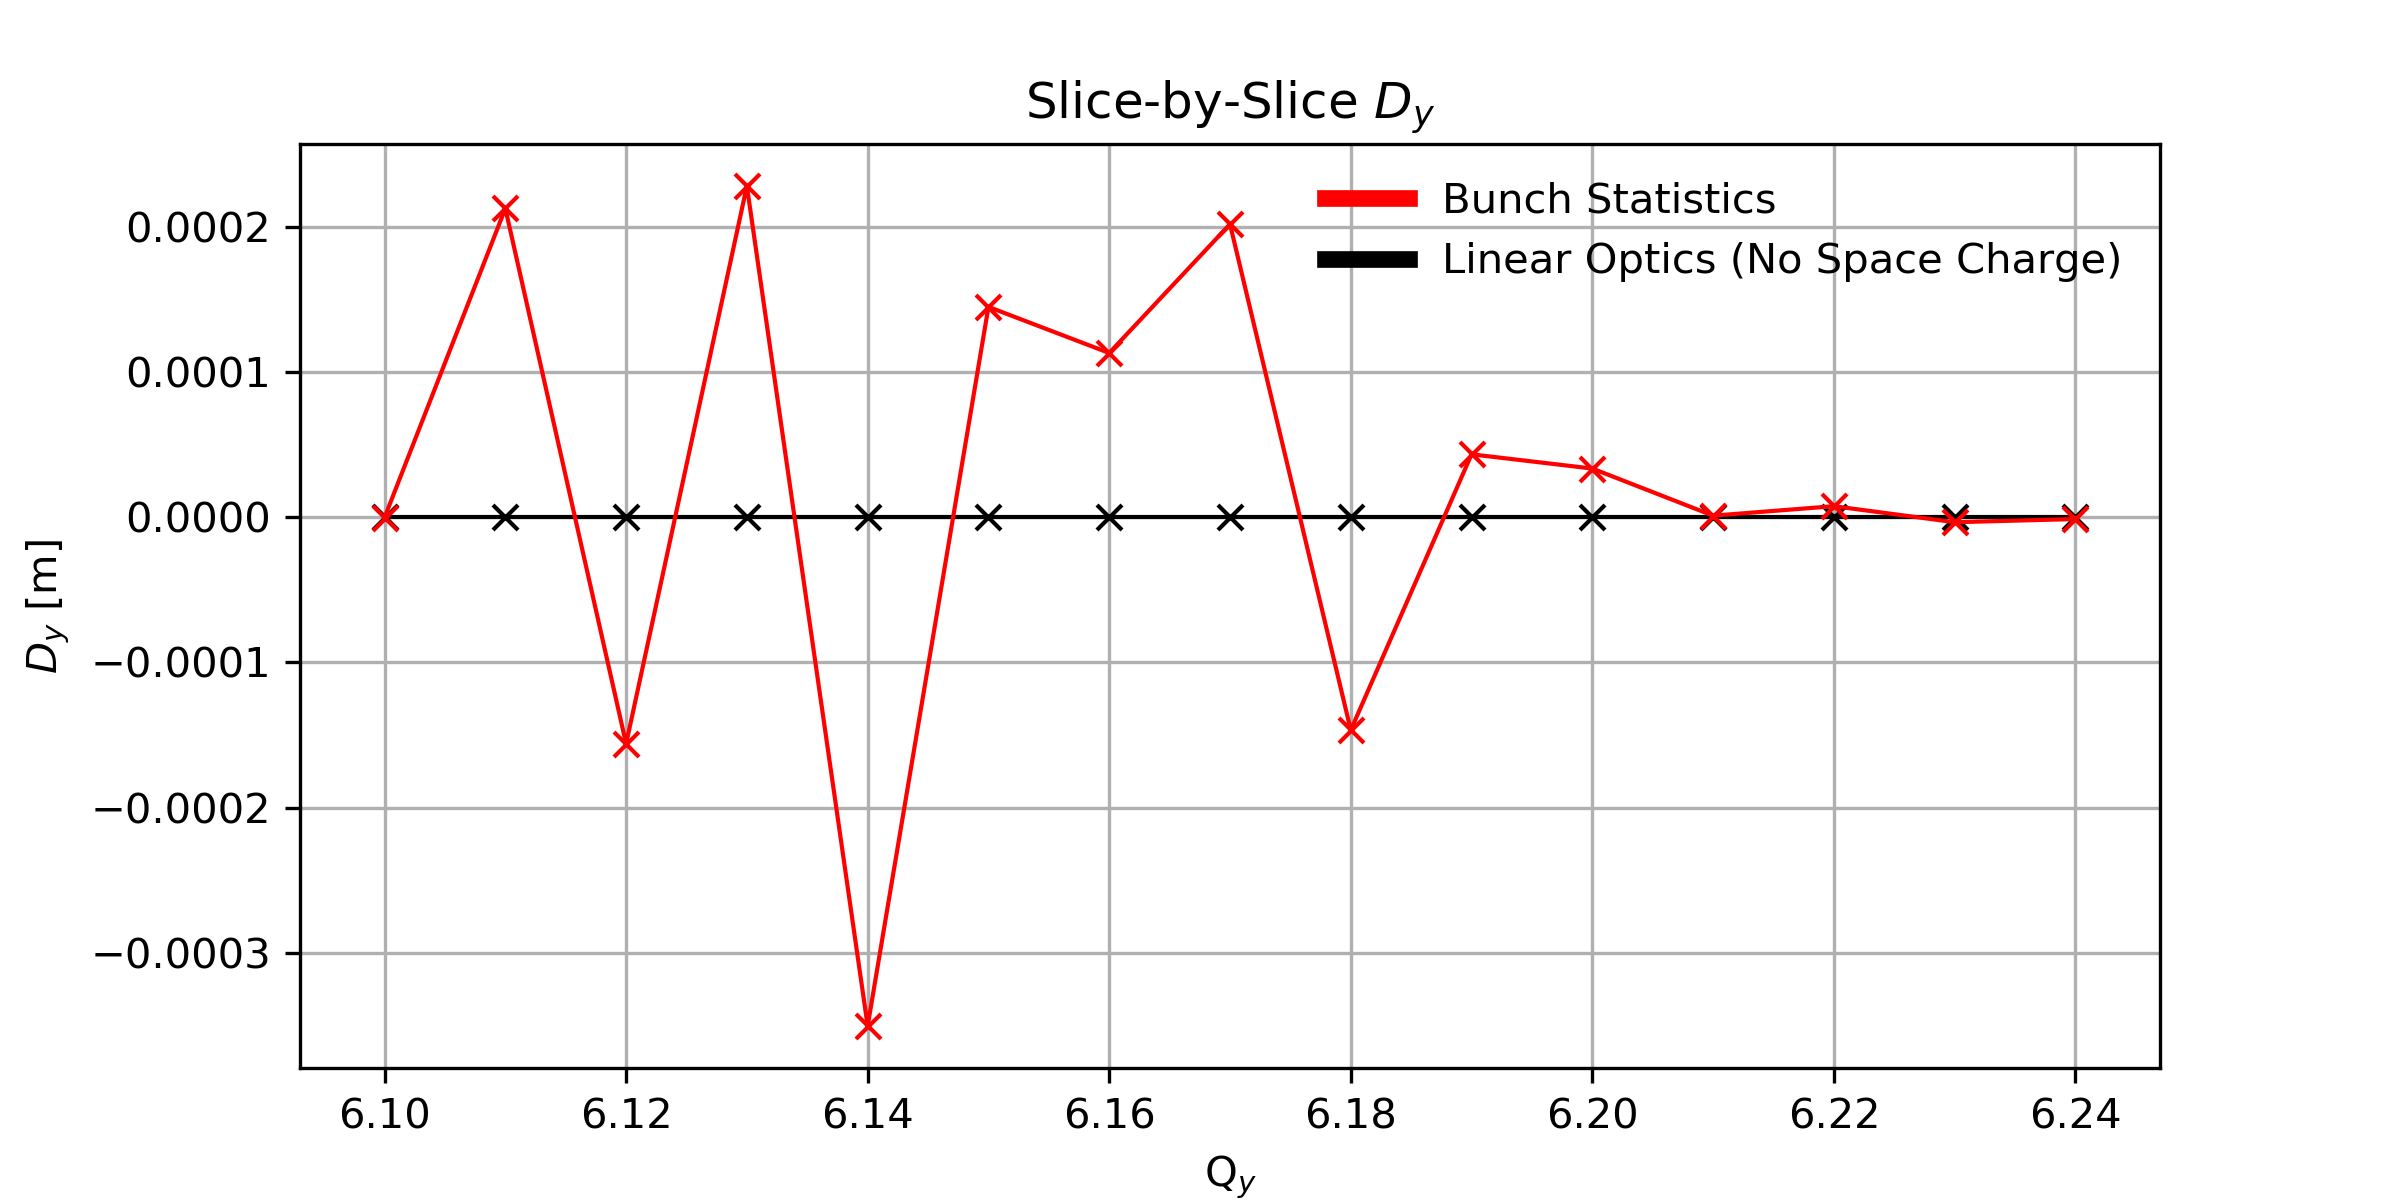 Slice-by-Slice D_y
Bunch Statistics
Linear Optics (No Space Charge)
0.0002
0.0001
0.0000
−0.0001
−0.0002
−0.0003
D_y [m]
6.10 6.12 6.14 6.16 6.18 6.20 6.22 6.24
Q_y